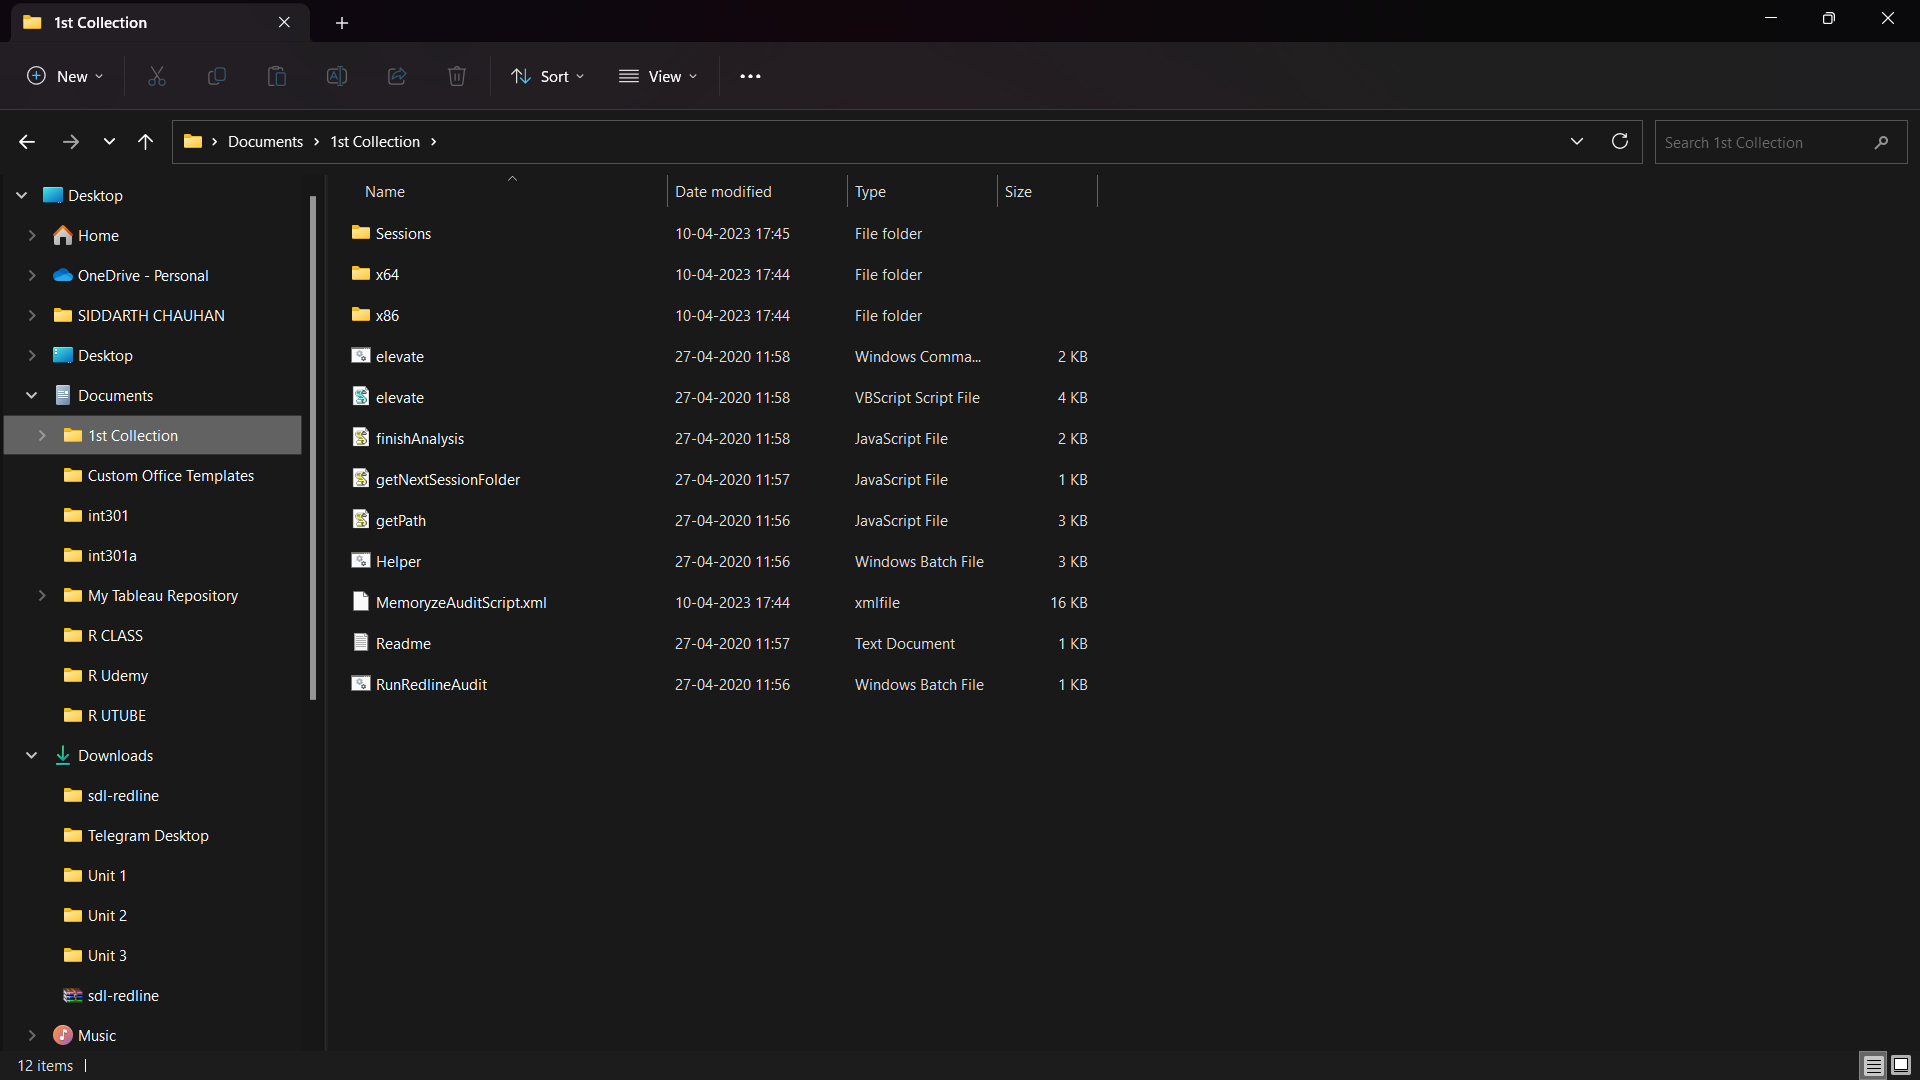 1st Collection
New
Sort
View
Documents
1st Collection
Search 1st Collection
Desktop
Home
OneDrive - Personal
SIDDARTH CHAUHAN
Desktop
Documents
1st Collection
Custom Office Templates
int301
int301a
My Tableau Repository
R CLASS
R Udemy
R UTUBE
Downloads
sdl-redline
Telegram Desktop
Unit 1
Unit 2
Unit 3
sdl-redline
Music
Name Date modified Type Size
Sessions 10-04-2023 17:45 File folder
x64 10-04-2023 17:44 File folder
x86 10-04-2023 17:44 File folder
elevate 27-04-2020 11:58 Windows Comma... 2 KB
elevate 27-04-2020 11:58 VBScript Script File 4 KB
finishAnalysis 27-04-2020 11:58 JavaScript File 2 KB
getNextSessionFolder 27-04-2020 11:57 JavaScript File 1 KB
getPath 27-04-2020 11:56 JavaScript File 3 KB
Helper 27-04-2020 11:56 Windows Batch File 3 KB
MemoryzeAuditScript.xml 10-04-2023 17:44 xmlfile 16 KB
Readme 27-04-2020 11:57 Text Document 1 KB
RunRedlineAudit 27-04-2020 11:56 Windows Batch File 1 KB
12 items